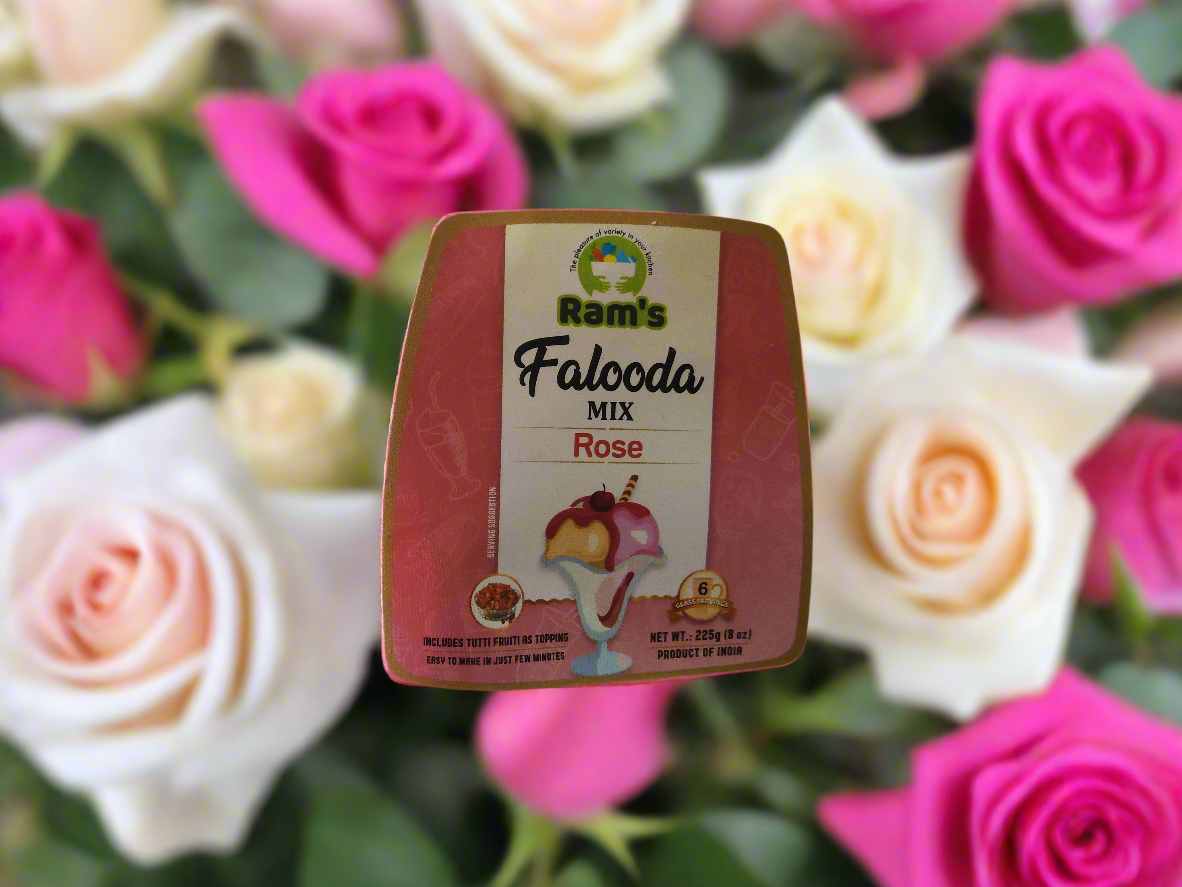 The pleasure of variety in your kitchen
Ram's
Falooda
MIX
Rose
SERVING SUGGESTION
6
GLASS SERVINGS
INCLUDES TUTTI FRUITI AS TOPPING
EASY TO MAKE IN JUST FEW MINUTES
NET WT.: 225g (8 oz)
PRODUCT OF INDIA